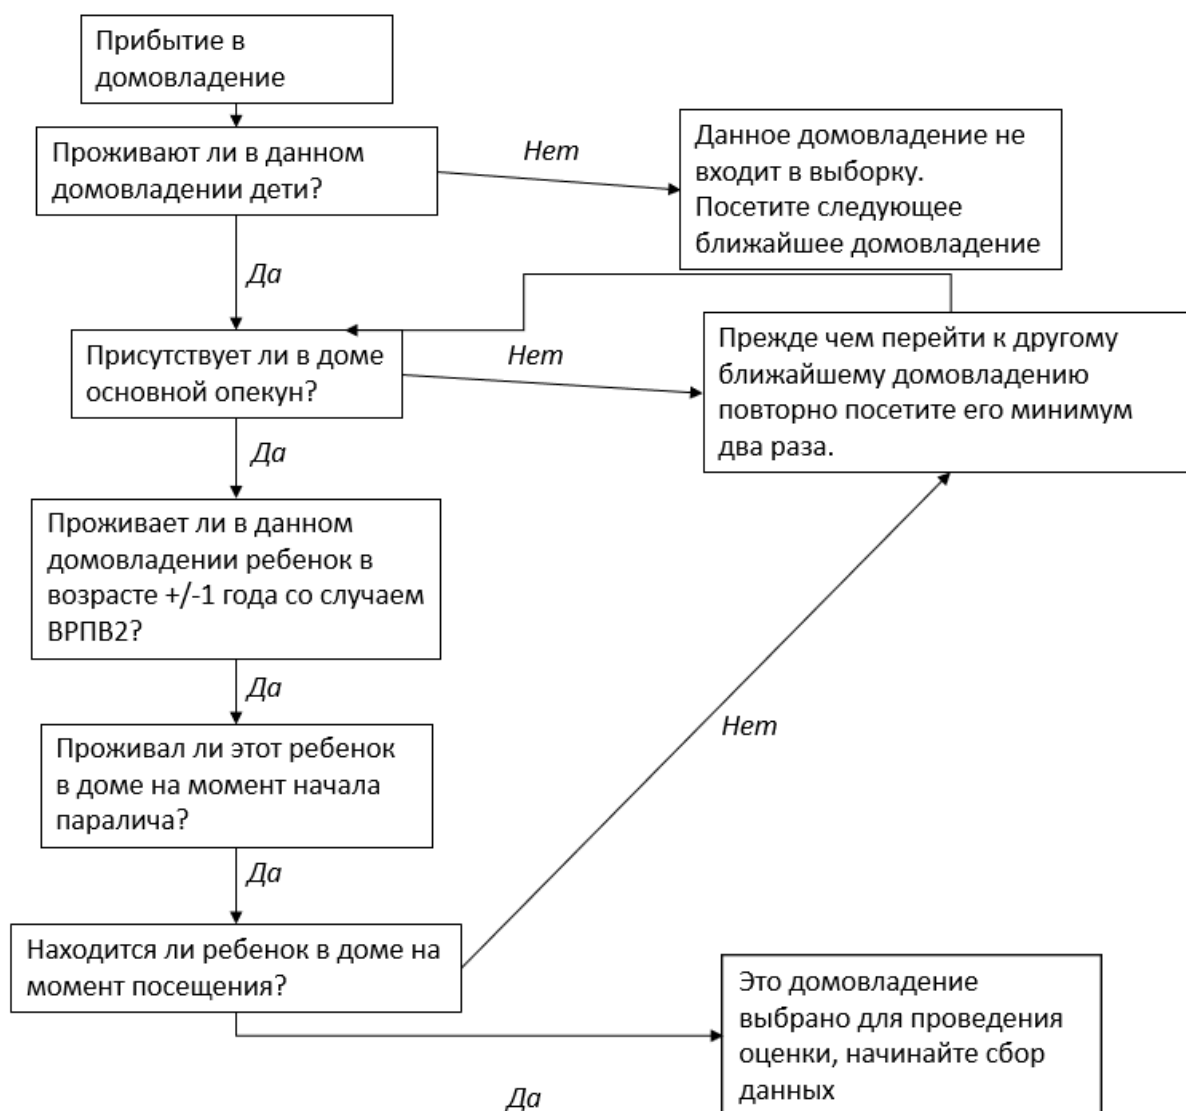 Прибытие в
домовладение
Проживают ли в данном
домовладении дети?
Нет
Данное домовладение не
входит в выборку.
Посетите следующее
ближайшее домовладение
Да
Присутствует ли в доме
основной опекун?
Нет
Прежде чем перейти к другому
ближайшему домовладению
повторно посетите его минимум
два раза.
Да
Проживает ли в данном
домовладении ребенок в
возрасте +/-1 года со случаем
ВРПВ2?
Да
Проживал ли этот ребенок
в доме на момент начала
паралича?
Нет
Да
Находится ли ребенок в доме на
момент посещения?
Это домовладение
выбрано для проведения
оценки, начинайте сбор
данных
Да